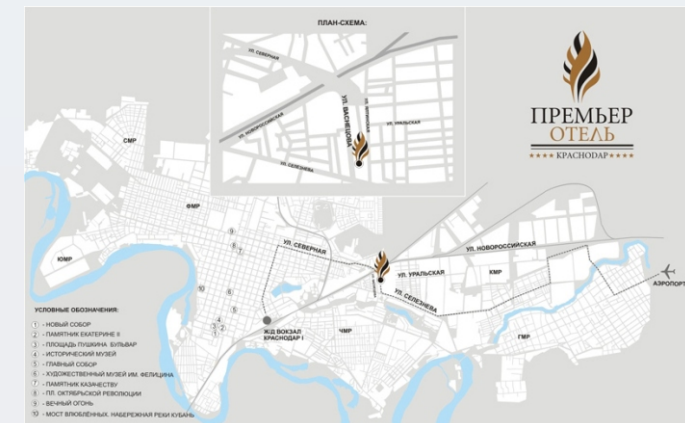 ПЛАН-СХЕМА:
УЛ. СЕВЕРНАЯ
УЛ. НОВОРОССИЙСКАЯ
УЛ. ВАСНЕЦОВА
УЛ. УРАЛЬСКАЯ
УЛ. СЕЛЕЗНЕВА
ПРЕМЬЕР
ОТЕЛЬ
★★★★ КРАСНОДАР ★★★★
СМР
ФМР
ЮМР
УЛ. СЕВЕРНАЯ
УЛ. НОВОРОССИЙСКАЯ
УЛ. УРАЛЬСКАЯ
КМР
УЛ. СЕЛЕЗНЕВА
АЭРОПОРТ
Ж/Д ВОКЗАЛ
КРАСНОДАР I
ЧМР
ГМР
УСЛОВНЫЕ ОБОЗНАЧЕНИЯ:
1 - НОВЫЙ СОБОР
2 - ПАМЯТНИК ЕКАТЕРИНЕ II
3 - ПЛОЩАДЬ ПУШКИНА. БУЛЬВАР
4 - ИСТОРИЧЕСКИЙ МУЗЕЙ
5 - ГЛАВНЫЙ СОБОР
6 - ХУДОЖЕСТВЕННЫЙ МУЗЕЙ ИМ. ФЕЛИЦИНА
7 - ПАМЯТНИК КАЗАЧЕСТВУ
8 - ПЛ. ОКТЯБРЬСКОЙ РЕВОЛЮЦИИ
9 - ВЕЧНЫЙ ОГОНЬ
10 - МОСТ ВЛЮБЛЁННЫХ. НАБЕРЕЖНАЯ РЕКИ КУБАНЬ